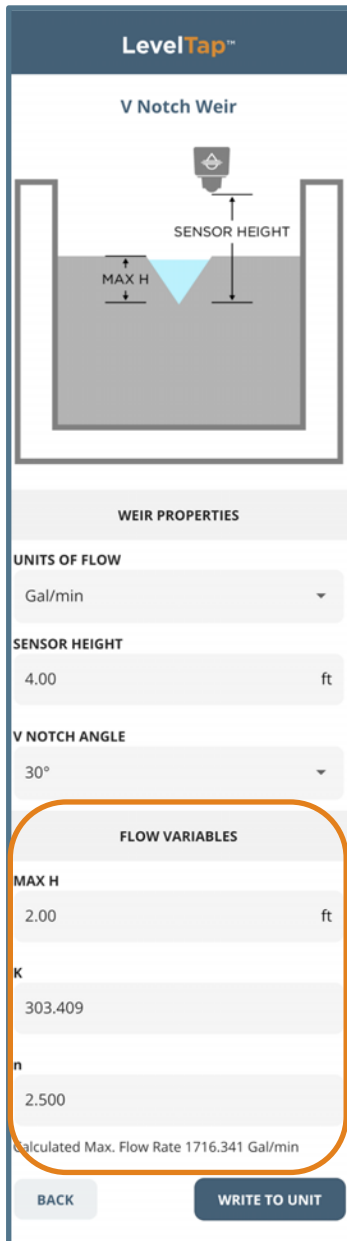 LevelTap™
V Notch Weir
SENSOR HEIGHT
MAX H
WEIR PROPERTIES
UNITS OF FLOW
Gal/min
SENSOR HEIGHT
4.00 ft
V NOTCH ANGLE
30°
FLOW VARIABLES
MAX H
2.00 ft
K
303.409
n
2.500
Calculated Max. Flow Rate 1716.341 Gal/min
BACK WRITE TO UNIT